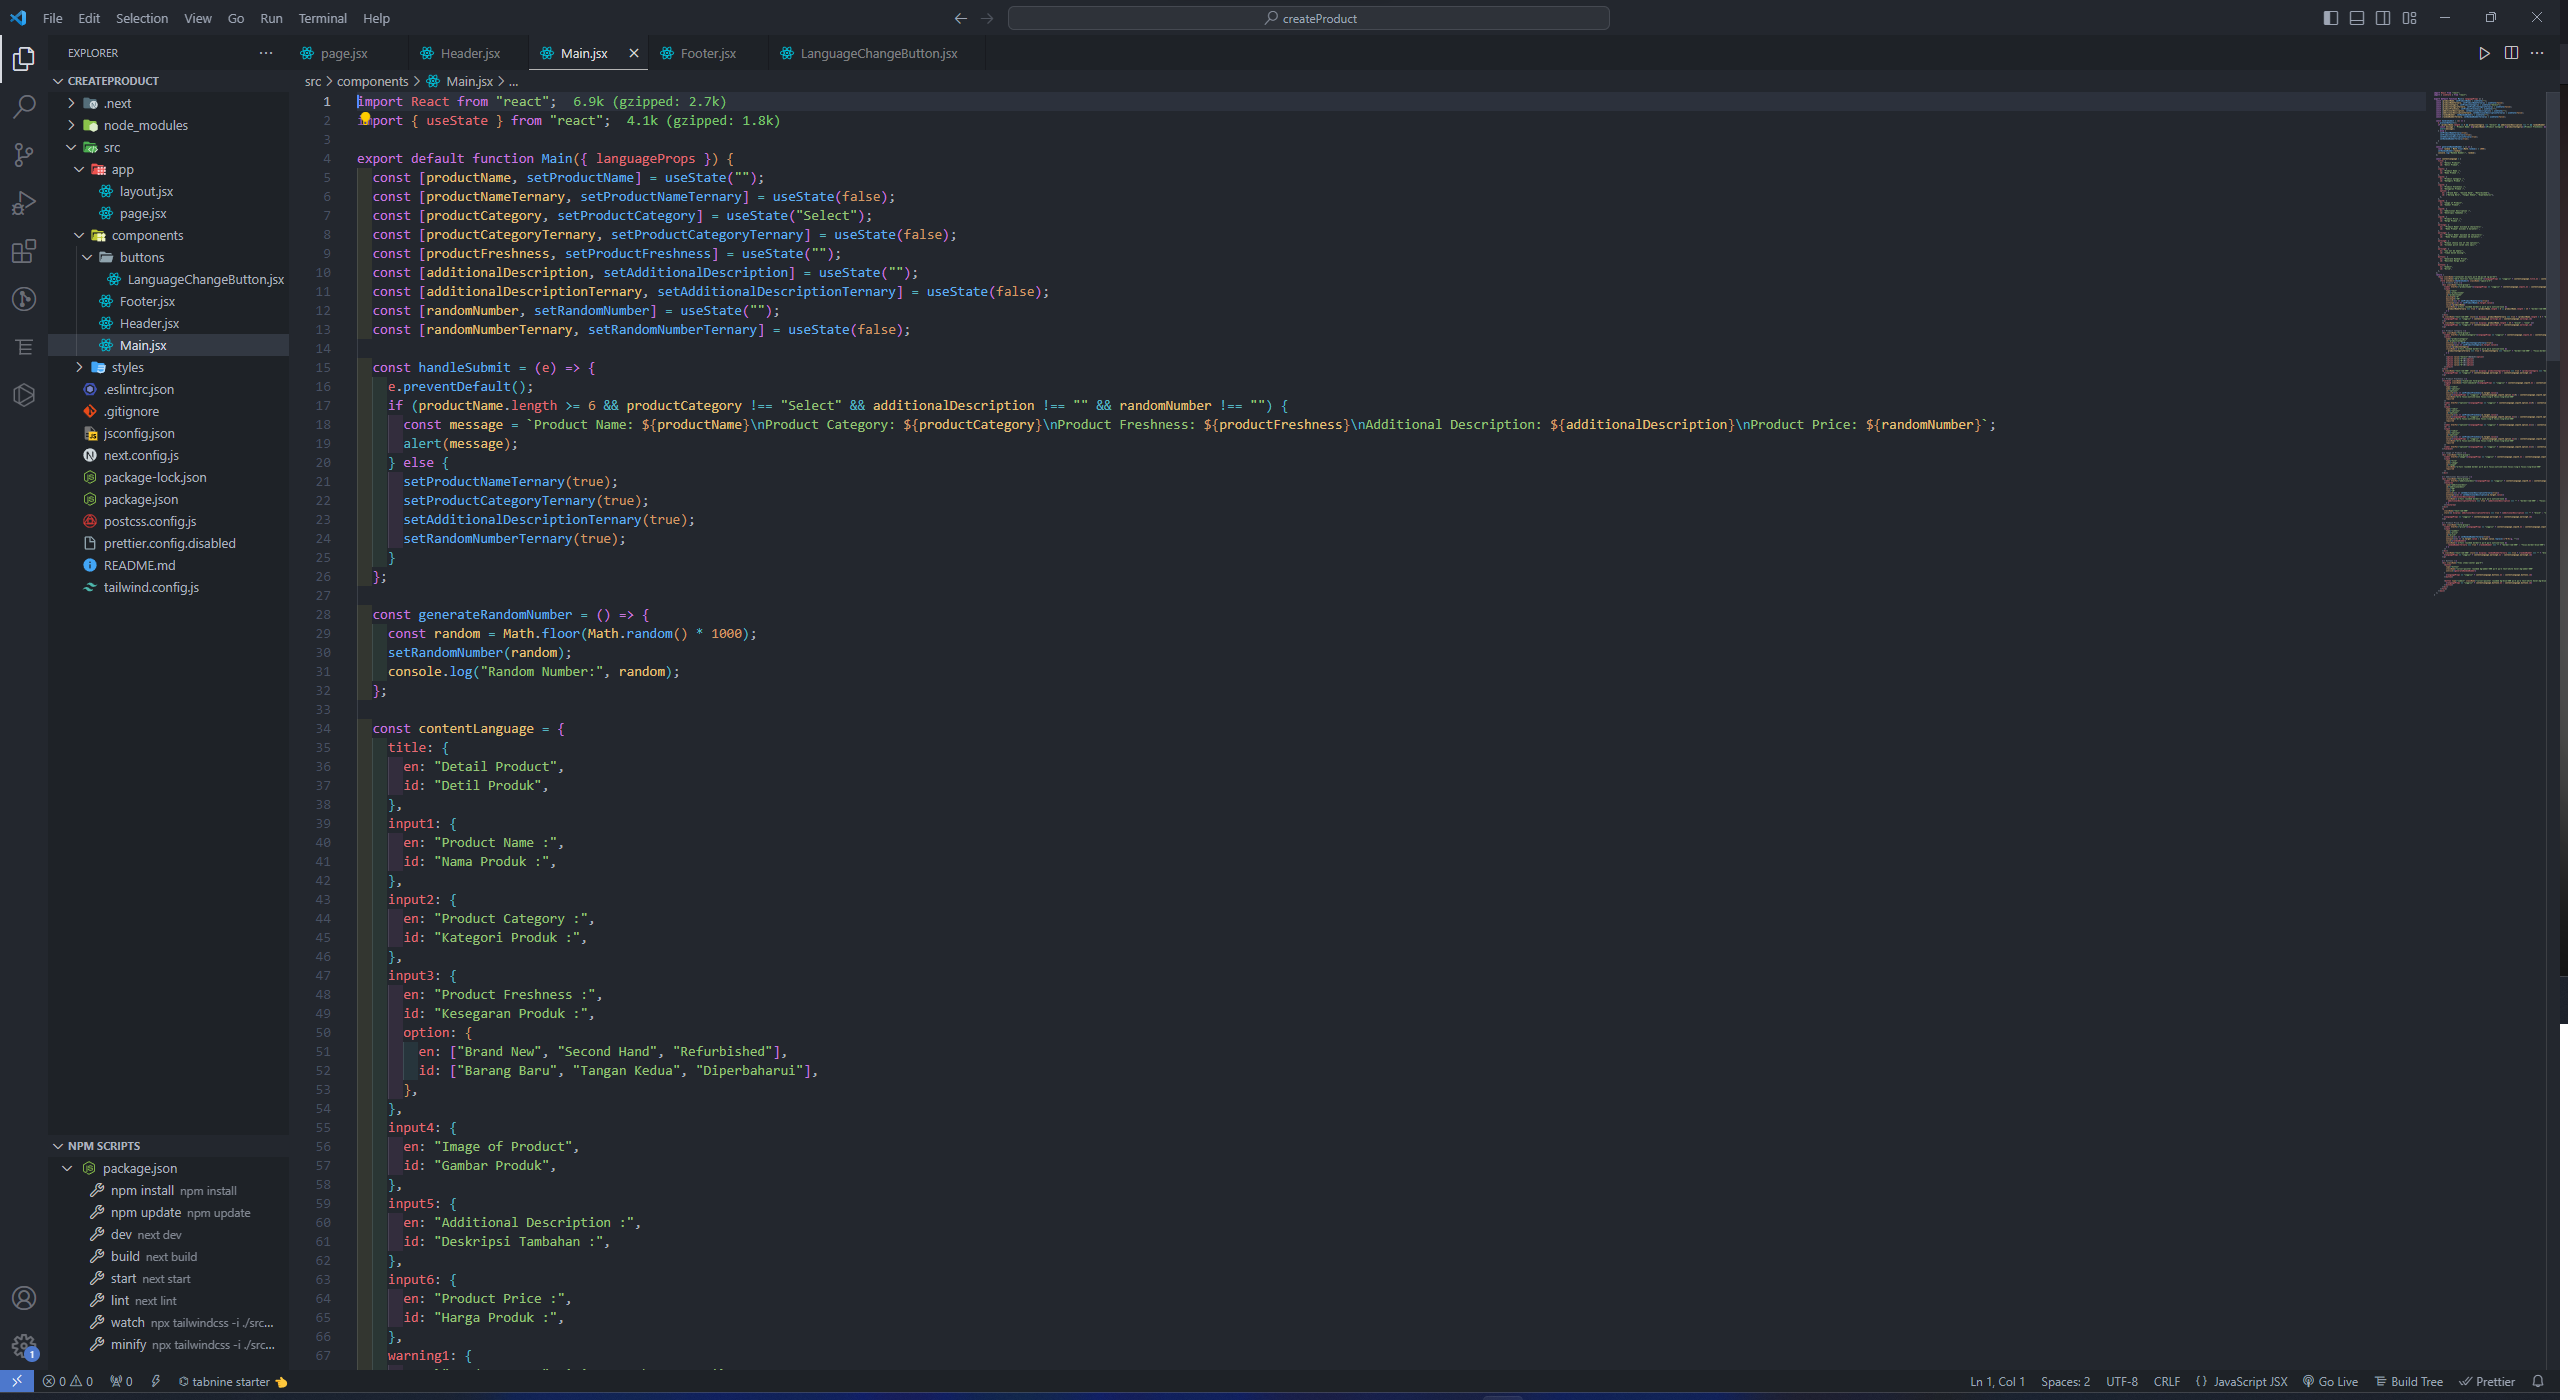 File Edit Selection View Go Run Terminal Help
createProduct
EXPLORER
CREATEPRODUCT
.next
node_modules
src
app
layout.jsx
page.jsx
components
buttons
LanguageChangeButton.jsx
Footer.jsx
Header.jsx
Main.jsx
styles
.eslintrc.json
.gitignore
jsconfig.json
next.config.js
package-lock.json
package.json
postcss.config.js
prettier.config.disabled
README.md
tailwind.config.js
NPM SCRIPTS
package.json
npm install npm install
npm update npm update
dev next dev
build next build
start next start
lint next lint
watch npx tailwindcss -i ./src...
minify npx tailwindcss -i ./src...
page.jsx Header.jsx Main.jsx Footer.jsx LanguageChangeButton.jsx
src > components > Main.jsx > ...
1 import React from "react"; 6.9k (gzipped: 2.7k)
2 import { useState } from "react"; 4.1k (gzipped: 1.8k)
3
4 export default function Main({ languageProps }) {
5 const [productName, setProductName] = useState("");
6 const [productNameTernary, setProductNameTernary] = useState(false);
7 const [productCategory, setProductCategory] = useState("Select");
8 const [productCategoryTernary, setProductCategoryTernary] = useState(false);
9 const [productFreshness, setProductFreshness] = useState("");
10 const [additionalDescription, setAdditionalDescription] = useState("");
11 const [additionalDescriptionTernary, setAdditionalDescriptionTernary] = useState(false);
12 const [randomNumber, setRandomNumber] = useState("");
13 const [randomNumberTernary, setRandomNumberTernary] = useState(false);
14
15 const handleSubmit = (e) => {
16 e.preventDefault();
17 if (productName.length >= 6 && productCategory !== "Select" && additionalDescription !== "" && randomNumber !== "") {
18 const message = `Product Name: ${productName}\nProduct Category: ${productCategory}\nProduct Freshness: ${productFreshness}\nAdditional Description: ${additionalDescription}\nProduct Price: ${randomNumber}`;
19 alert(message);
20 } else {
21 setProductNameTernary(true);
22 setProductCategoryTernary(true);
23 setAdditionalDescriptionTernary(true);
24 setRandomNumberTernary(true);
25 }
26 };
27
28 const generateRandomNumber = () => {
29 const random = Math.floor(Math.random() * 1000);
30 setRandomNumber(random);
31 console.log("Random Number:", random);
32 };
33
34 const contentLanguage = {
35 title: {
36 en: "Detail Product",
37 id: "Detil Produk",
38 },
39 input1: {
40 en: "Product Name :",
41 id: "Nama Produk :",
42 },
43 input2: {
44 en: "Product Category :",
45 id: "Kategori Produk :",
46 },
47 input3: {
48 en: "Product Freshness :",
49 id: "Kesegaran Produk :",
50 option: {
51 en: ["Brand New", "Second Hand", "Refurbished"],
52 id: ["Barang Baru", "Tangan Kedua", "Diperbaharui"],
53 },
54 },
55 input4: {
56 en: "Image of Product",
57 id: "Gambar Produk",
58 },
59 input5: {
60 en: "Additional Description :",
61 id: "Deskripsi Tambahan :",
62 },
63 input6: {
64 en: "Product Price :",
65 id: "Harga Produk :",
66 },
67 warning1: {
0 0 0 tabnine starter
Ln 1, Col 1 Spaces: 2 UTF-8 CRLF {} JavaScript JSX Go Live Build Tree Prettier
1